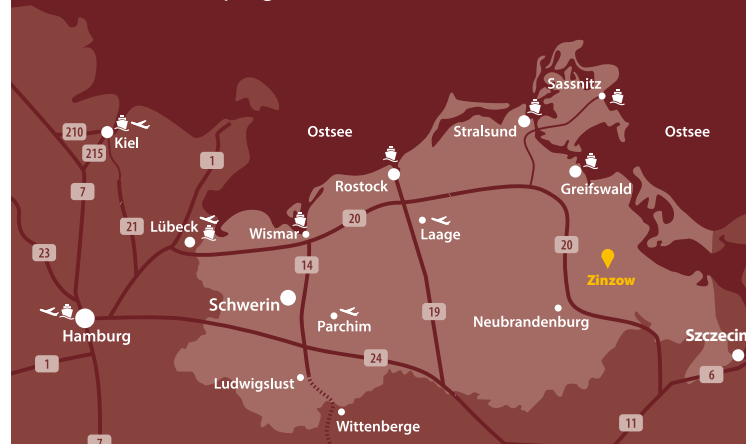 Sassnitz
210
Kiel
Ostsee
Stralsund
Ostsee
215
1
Rostock
Greifswald
7
21
Lübeck
Wismar
20
Laage
20
23
14
Zinzow
Schwerin
19
Parchim
Neubrandenburg
Hamburg
Szczecin
1
24
6
Ludwigslust
Wittenberge
11
7